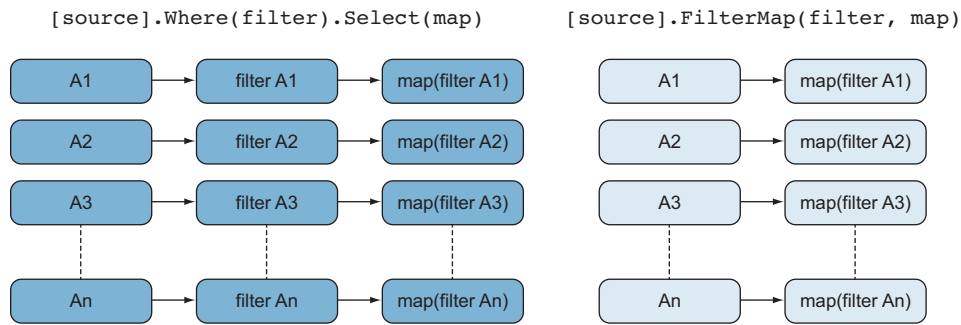 [source].Where(filter).Select(map)
[source].FilterMap(filter, map)
A1 filter A1 map(filter A1)
A1 map(filter A1)
A2 filter A2 map(filter A2)
A2 map(filter A2)
A3 filter A3 map(filter A3)
A3 map(filter A3)
An filter An map(filter An)
An map(filter An)